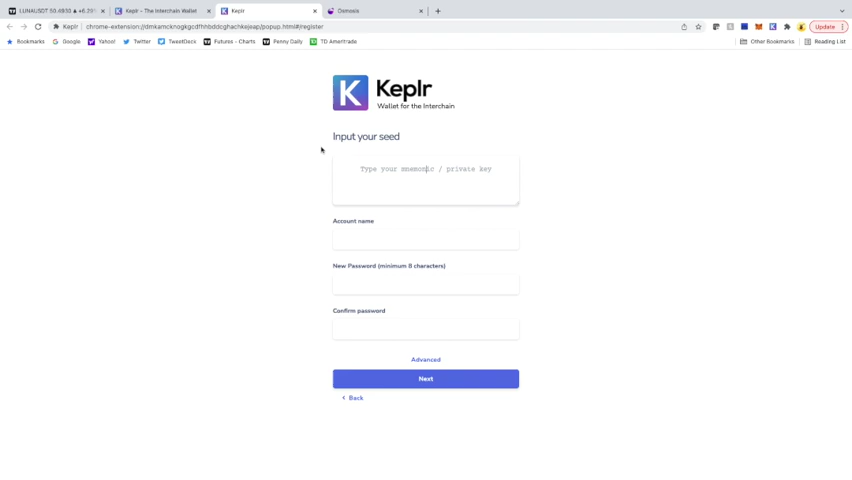 LUNAUSDT 50.6930 ▲ +6.29%
Keplr - The Interchain Wallet
Keplr
Osmosis
Keplr
chrome-extension://dmkamcknogkgcdfhhbddcghachkejeap/popup.html#/register
Update
Bookmarks
Google
Yahoo!
Twitter
TweetDeck
Futures - Charts
Penny Daily
TD Ameritrade
Other Bookmarks
Reading List
Keplr
Wallet for the Interchain
Input your seed
Type your mnemonic / private key
Account name
New Password (minimum 8 characters)
Confirm password
Advanced
Next
Back